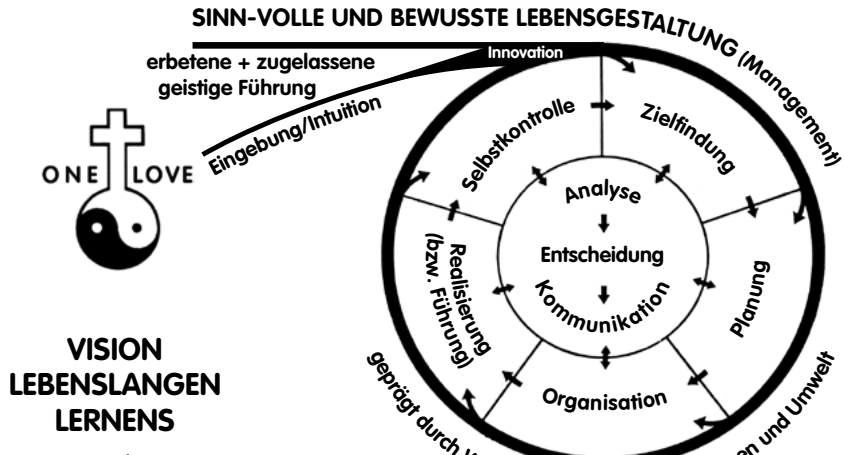 SINN-VOLLE UND BEWUSSTE LEBENSGESTALTUNG (Management)
erbetene + zugelassene
geistige Führung
Innovation
Eingebung/Intuition
ONE LOVE
VISION
LEBENSLANGEN
LERNENS
Selbstkontrolle
Zielfindung
Analyse
Entscheidung
Kommunikation
Realisierung
(bzw. Führung)
Planung
Organisation
geprägt durch
en und Umwelt